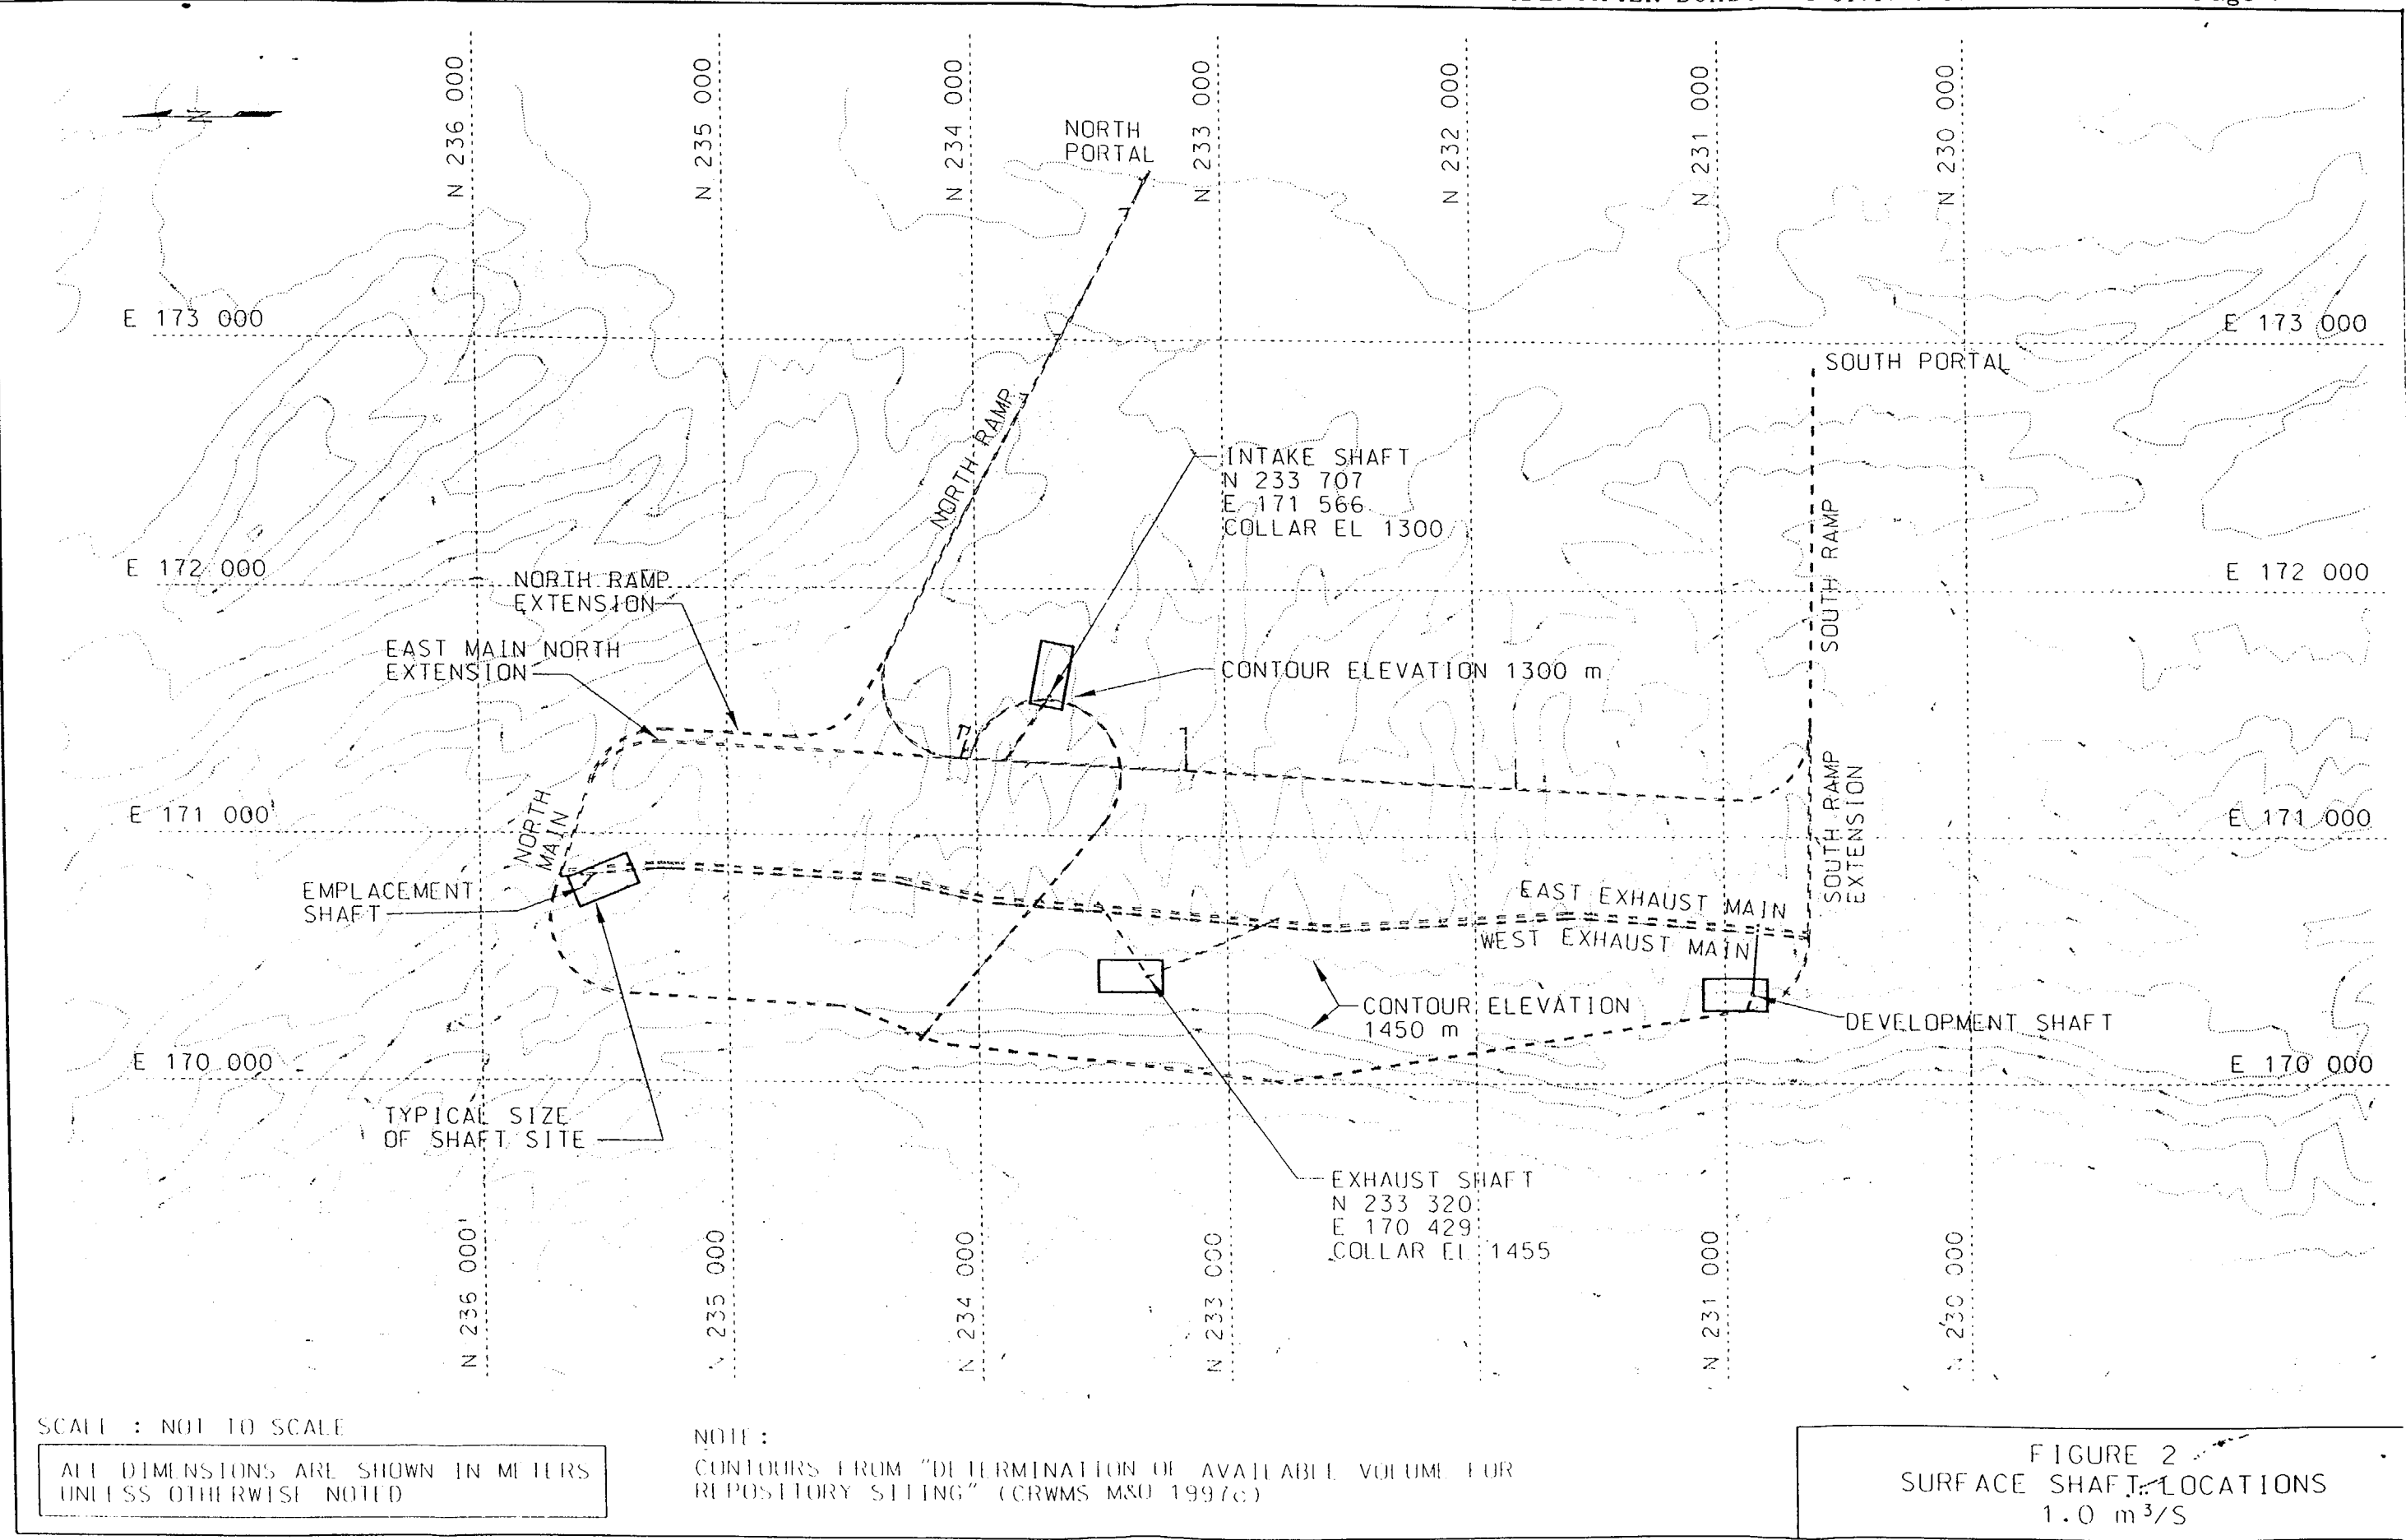 N 236 000
N 235 000
N 234 000
N 233 000
N 232 000
N 231 000
N 230 000
N
NORTH
PORTAL
E 173 000
E 173 000
SOUTH PORTAL
NORTH RAMP
INTAKE SHAFT
N 233 707
E 171 566
COLLAR EL 1300
SOUTH RAMP
E 172 000
E 172 000
NORTH RAMP
EXTENSION
EAST MAIN NORTH
EXTENSION
SOUTH RAMP
CONTOUR ELEVATION 1300 m
NORTH
MAIN
SOUTH RAMP
EXTENSION
E 171 000
E 171 000
EMPLACEMENT
SHAFT
EAST EXHAUST MAIN
WEST EXHAUST MAIN
CONTOUR ELEVATION
1450 m
DEVELOPMENT SHAFT
E 170 000
E 170 000
TYPICAL SIZE
OF SHAFT SITE
EXHAUST SHAFT
N 233 320
E 170 429
COLLAR EL 1455
N 236 000
N 235 000
N 234 000
N 233 000
N 231 000
N 230 000
SCALE : NOT TO SCALE
ALL DIMENSIONS ARE SHOWN IN METERS
UNLESS OTHERWISE NOTED
NOTE:
CONTOURS FROM "DETERMINATION OF AVAILABLE VOLUME FOR
REPOSITORY SITING" (CRWMS M&O 1997c)
FIGURE 2
SURFACE SHAFT LOCATIONS
1.0 m³/S